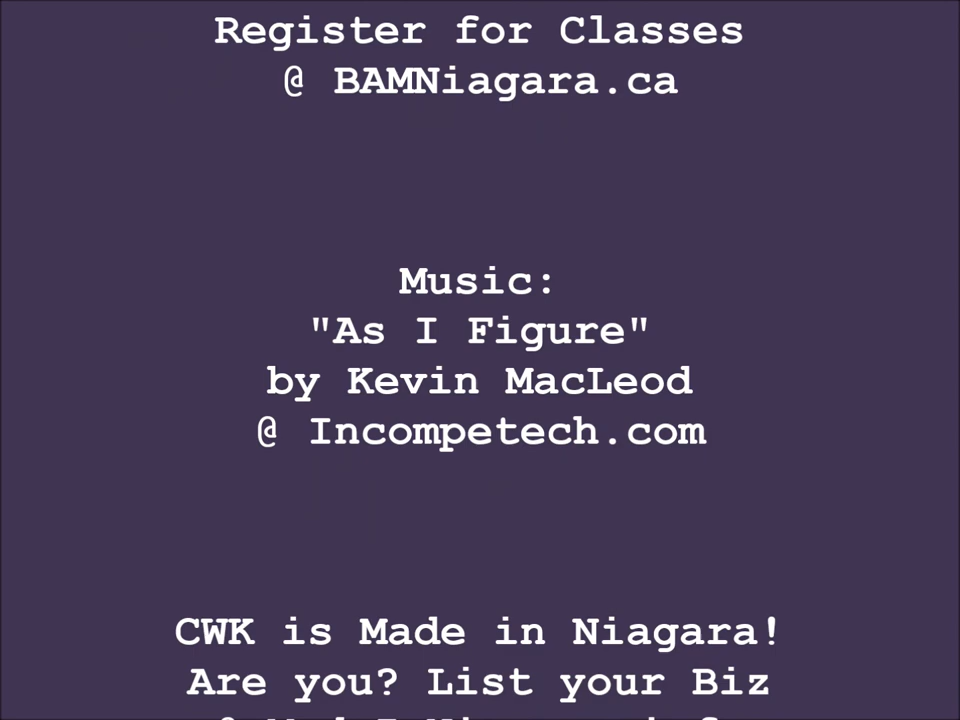 Register for Classes
@ BAMNiagara.ca
Music:
"As I Figure"
by Kevin MacLeod
@ Incompetech.com
CWK is Made in Niagara!
Are you? List your Biz